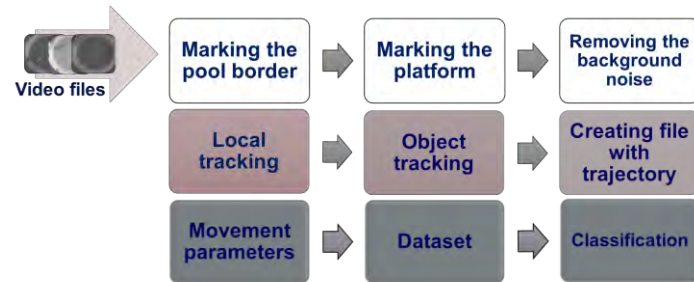 Video files
Marking the
pool border
Marking the
platform
Removing the
background
noise
Local
tracking
Object
tracking
Creating file
with
trajectory
Movement
parameters
Dataset
Classification